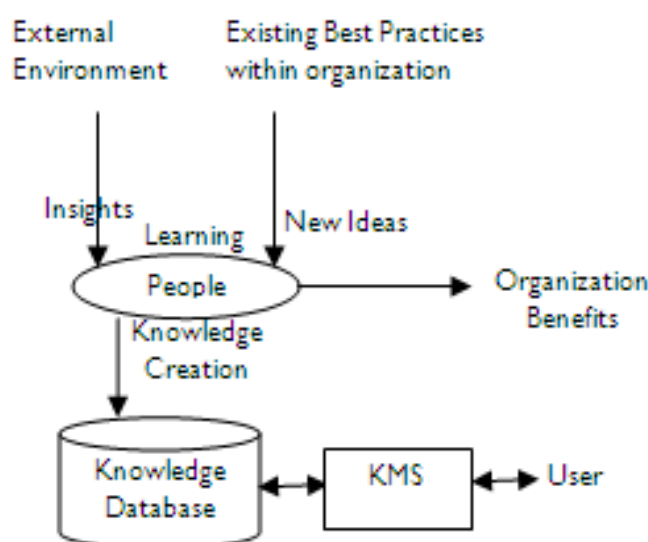 External
Environment
Existing Best Practices
within organization
Insights
Learning
New Ideas
People
Organization
Benefits
Knowledge
Creation
Knowledge
Database
KMS
User